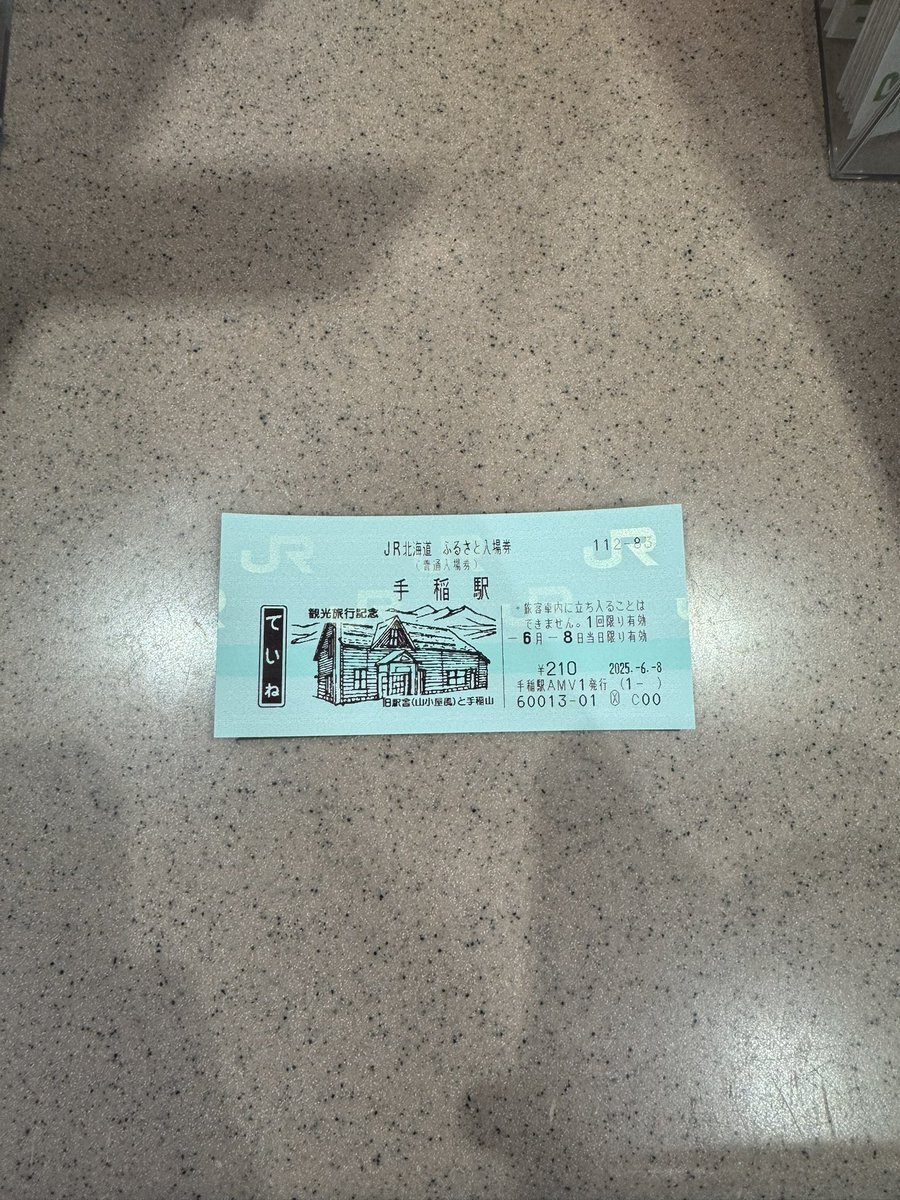 JR北海道 ふるさと入場券
112-83
(普通入場券)
手稲駅
ていね
観光旅行記念
旧駅舎(山小屋風)と手稲山
*旅客車内に立ち入ることは
できません。1回限り有効
-6月-8日当日限り有効
¥210 2025.-6.-8
手稲駅AMV1発行 (1- )
60013-01 C00
JR
JR